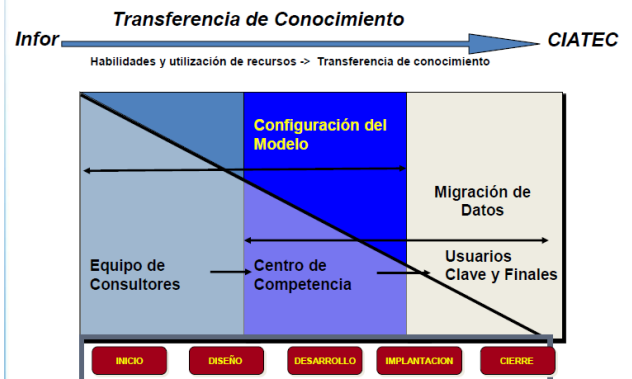 Transferencia de Conocimiento
Infor
CIATEC
Habilidades y utilización de recursos -> Transferencia de conocimiento
Configuración del
Modelo
Migración de
Datos
Equipo de
Consultores
Centro de
Competencia
Usuarios
Clave y Finales
INICIO
DISEÑO
DESARROLLO
IMPLANTACION
CIERRE